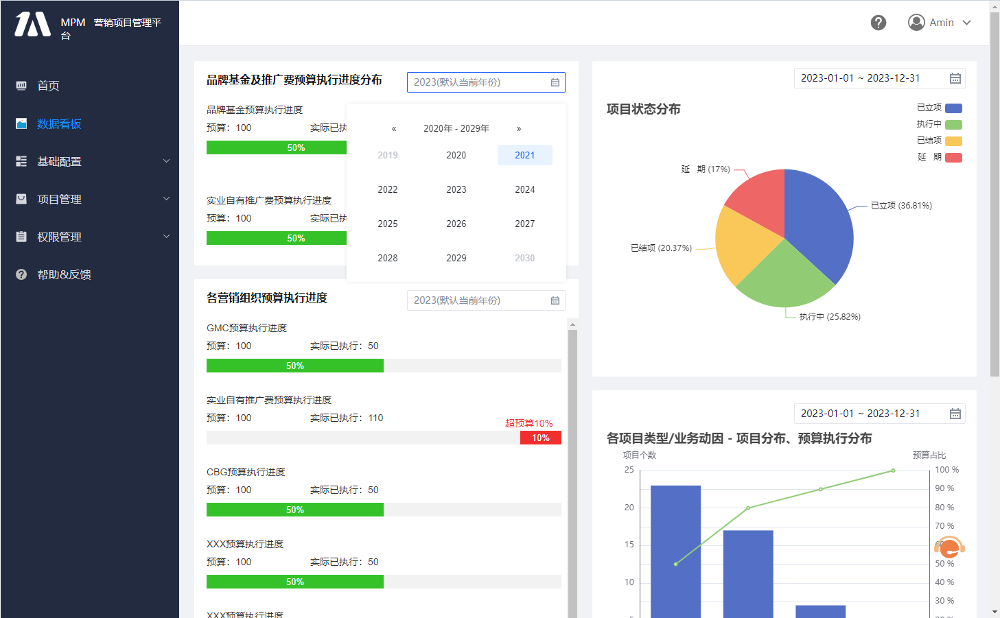 MPM 营销项目管理平
台
首页
数据看板
基础配置
项目管理
权限管理
帮助&反馈
Amin
品牌基金及推广费预算执行进度分布
2023(默认当前年份)
品牌基金预算执行进度
预算：100 实际已执
50%
实业自有推广费预算执行进度
预算：100 实际已执
50%
« 2020年 - 2029年 »
2019 2020 2021
2022 2023 2024
2025 2026 2027
2028 2029 2030
各营销组织预算执行进度
2023(默认当前年份)
GMC预算执行进度
预算：100 实际已执行：50
50%
实业自有推广费预算执行进度
预算：100 实际已执行：110
超预算10%
10%
CBG预算执行进度
预算：100 实际已执行：50
50%
XXX预算执行进度
预算：100 实际已执行：50
50%
XXX预算执行进度
2023-01-01 ~ 2023-12-31
项目状态分布
已立项
执行中
已结项
延 期
延 期 (17%)
已立项 (36.81%)
已结项 (20.37%)
执行中 (25.82%)
2023-01-01 ~ 2023-12-31
各项目类型/业务动因 - 项目分布、预算执行分布
项目个数 预算占比
25 100 %
90 %
20 80 %
70 %
15
50 %
10 40 %
30 %